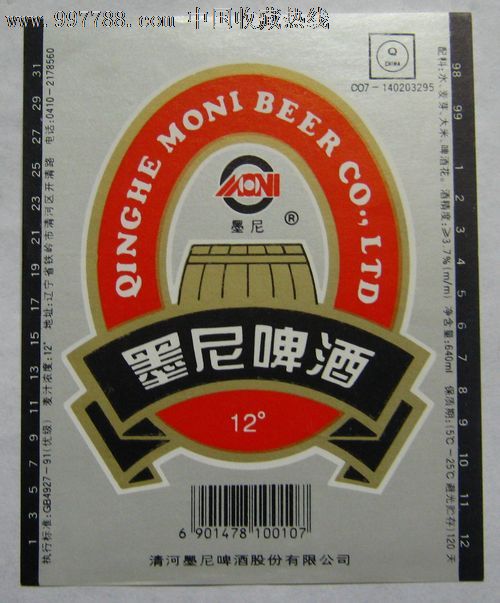 www.997788.com 中国收藏热线
Q
CHINA
C07-140203295
QINGHE MONI BEER CO., LTD
MONI
墨尼
®
墨尼啤酒
12°
6 901478 100107
清河墨尼啤酒股份有限公司
执行标准:GB4927-91(优级) 麦汁浓度:12° 地址:辽宁省铁岭市清河区开清路 电话:0410-2178560
1 3 5 7 9 11 13 15 17 19 21 23 25 27 29 31
配料:水、麦芽、大米、啤酒花。酒精度:≥3.7%(m/m) 净含量:640ml 保质期:(5℃-25℃避光贮存)120天
98 99 1 2 3 4 5 6 7 8 9 10 11 12